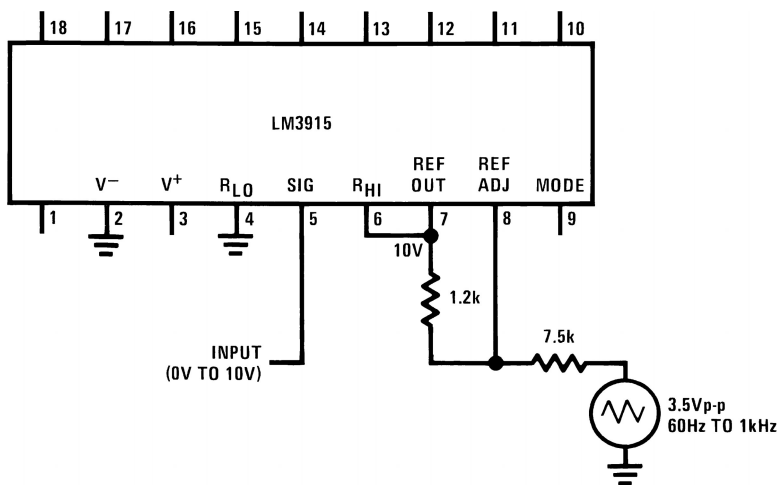 18 17 16 15 14 13 12 11 10
LM3915
REF REF
V− V+ RLO SIG RHI OUT ADJ MODE
1 2 3 4 5 6 7 8 9
10V
1.2k
7.5k
INPUT
(0V TO 10V)
3.5Vp-p
60Hz TO 1kHz